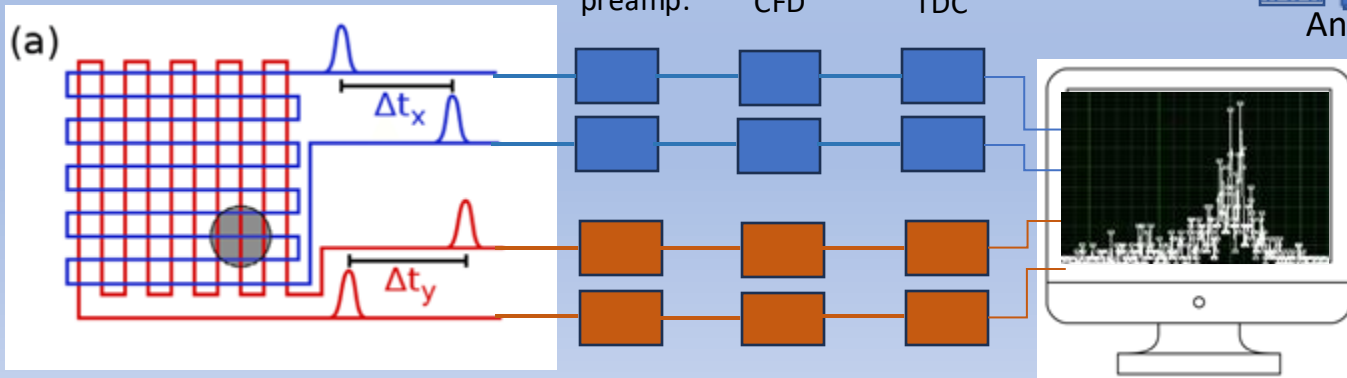 preamp. CFD TDC
An
(a)
Δtx
Δty